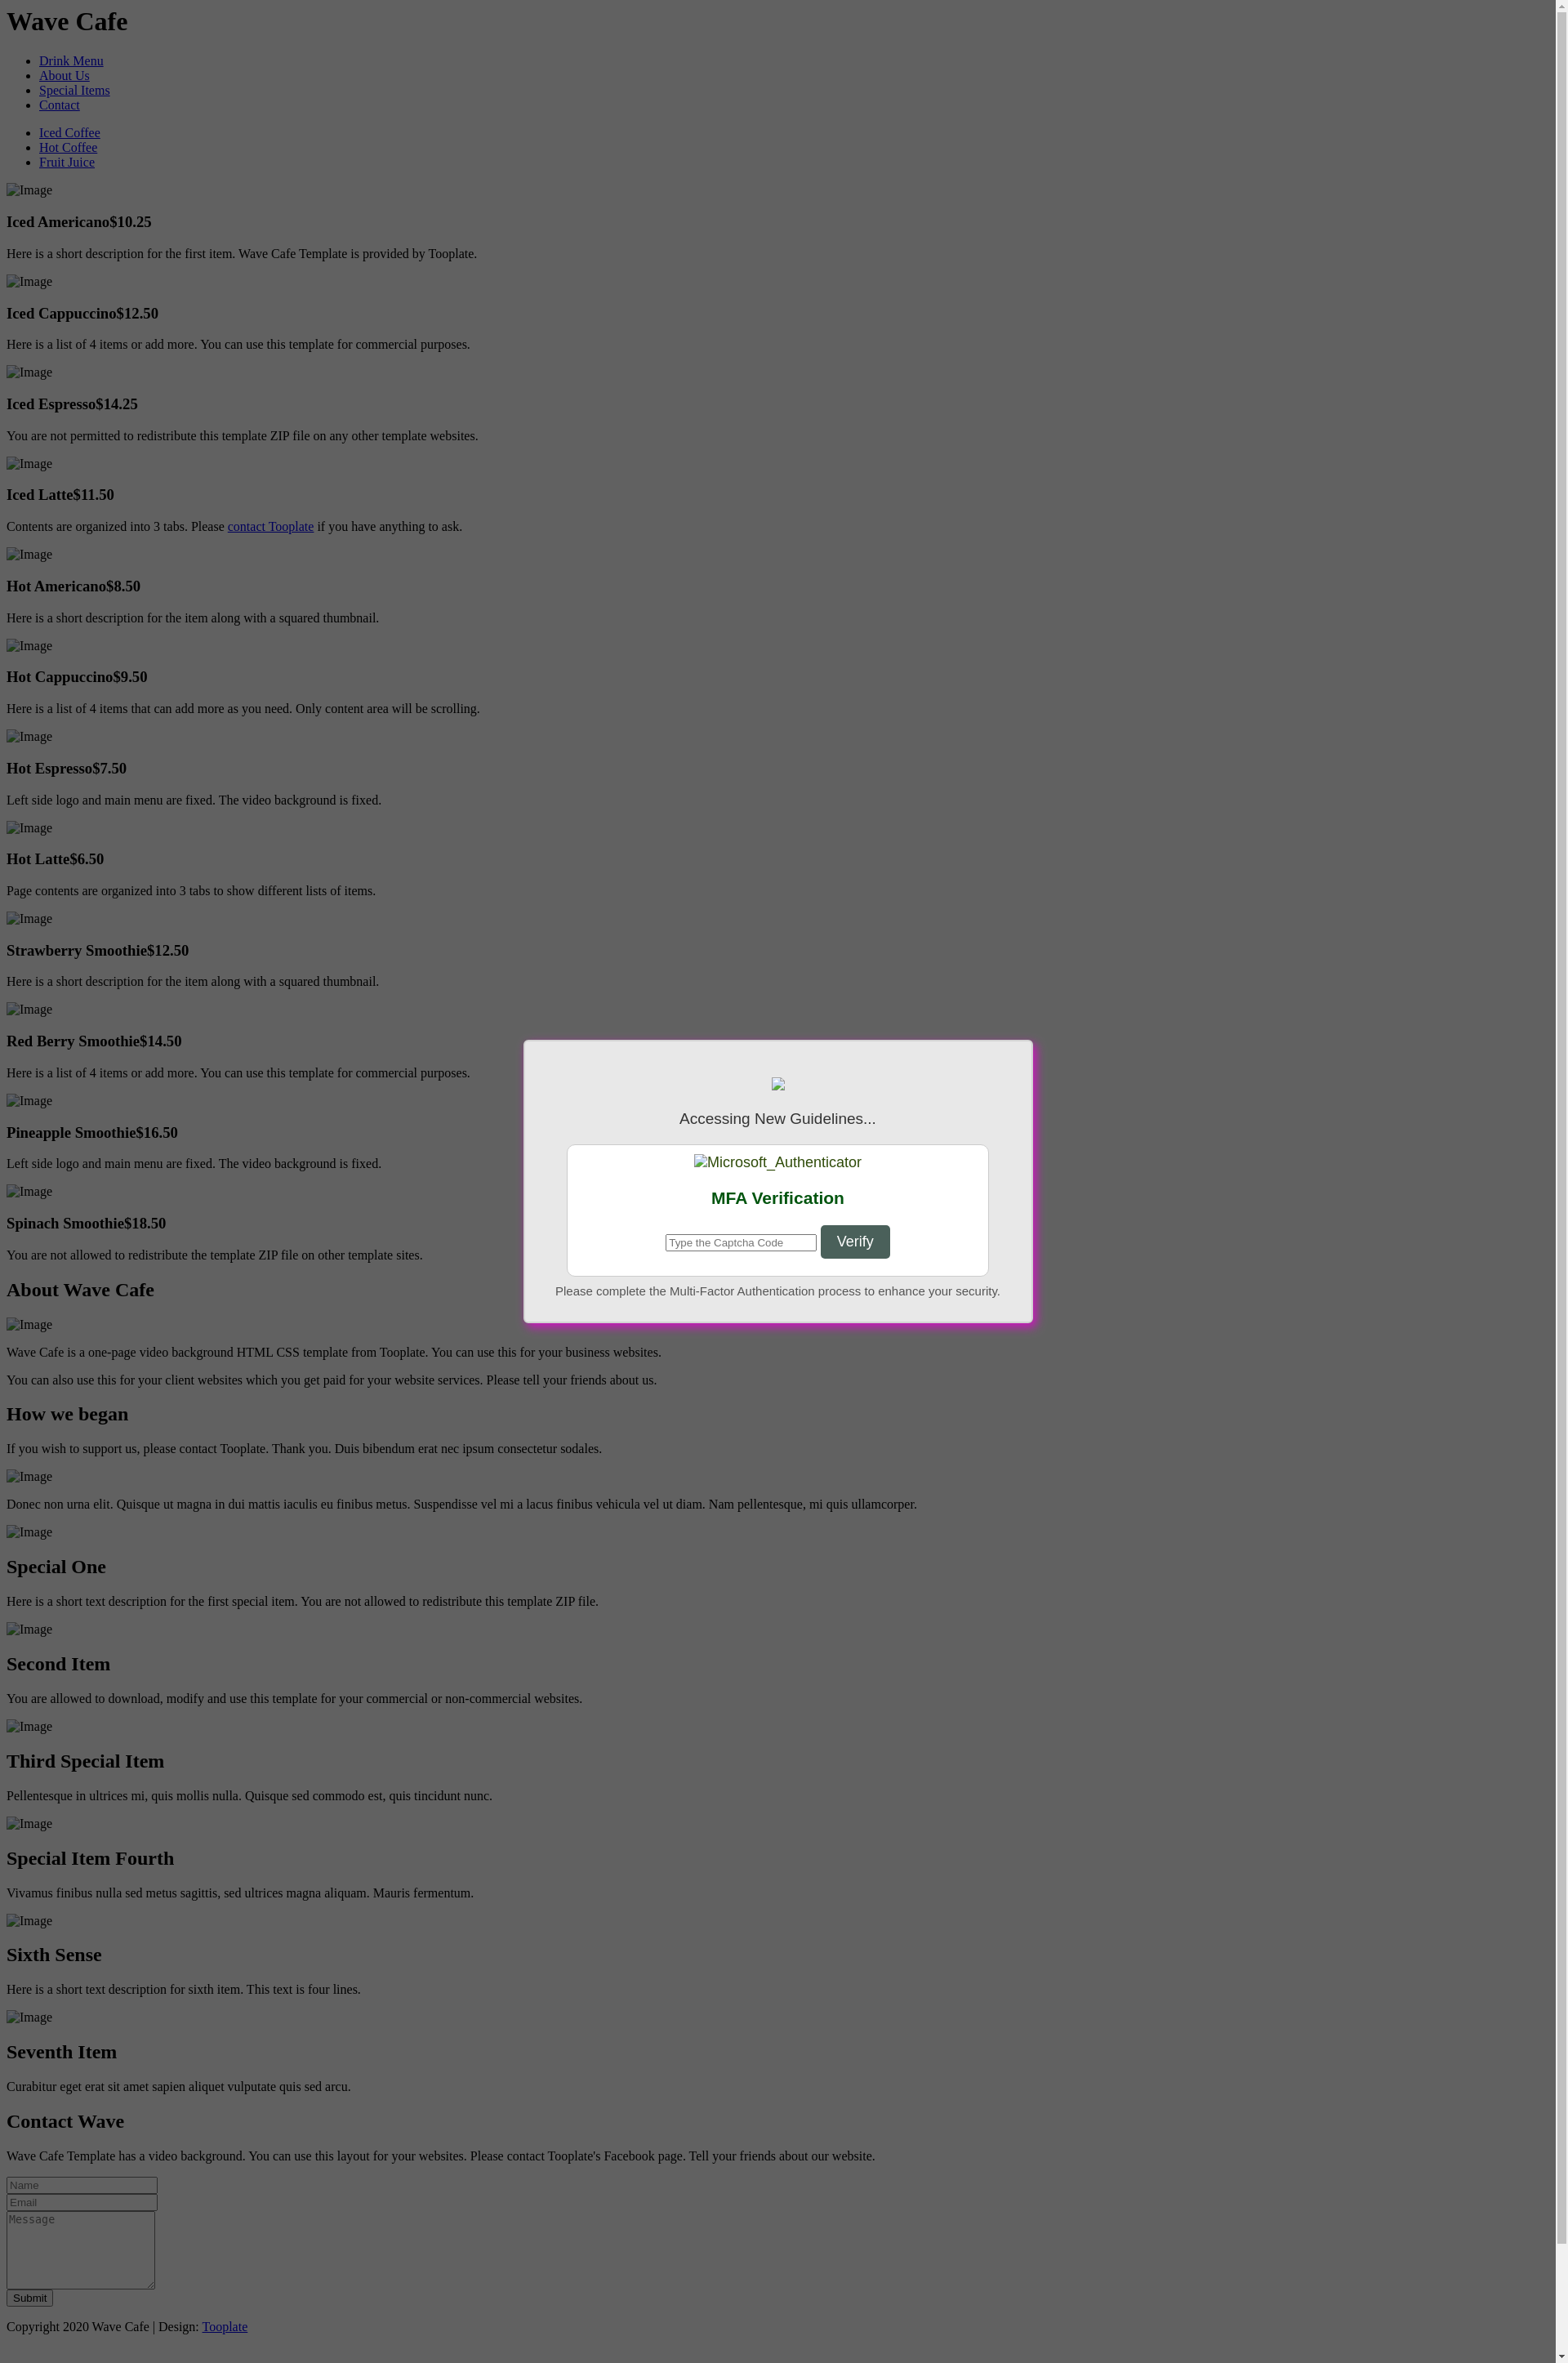 Wave Cafe
Drink Menu
About Us
Special Items
Contact
Iced Coffee
Hot Coffee
Fruit Juice
Image
Iced Americano$10.25
Here is a short description for the first item. Wave Cafe Template is provided by Tooplate.
Image
Iced Cappuccino$12.50
Here is a list of 4 items or add more. You can use this template for commercial purposes.
Image
Iced Espresso$14.25
You are not permitted to redistribute this template ZIP file on any other template websites.
Image
Iced Latte$11.50
Contents are organized into 3 tabs. Please contact Tooplate if you have anything to ask.
Image
Hot Americano$8.50
Here is a short description for the item along with a squared thumbnail.
Image
Hot Cappuccino$9.50
Here is a list of 4 items that can add more as you need. Only content area will be scrolling.
Image
Hot Espresso$7.50
Left side logo and main menu are fixed. The video background is fixed.
Image
Hot Latte$6.50
Page contents are organized into 3 tabs to show different lists of items.
Image
Strawberry Smoothie$12.50
Here is a short description for the item along with a squared thumbnail.
Image
Red Berry Smoothie$14.50
Here is a list of 4 items or add more. You can use this template for commercial purposes.
Image
Pineapple Smoothie$16.50
Left side logo and main menu are fixed. The video background is fixed.
Image
Spinach Smoothie$18.50
You are not allowed to redistribute the template ZIP file on other template sites.
About Wave Cafe
Image
Wave Cafe is a one-page video background HTML CSS template from Tooplate. You can use this for your business websites.
You can also use this for your client websites which you get paid for your website services. Please tell your friends about us.
How we began
If you wish to support us, please contact Tooplate. Thank you. Duis bibendum erat nec ipsum consectetur sodales.
Image
Donec non urna elit. Quisque ut magna in dui mattis iaculis eu finibus metus. Suspendisse vel mi a lacus finibus vehicula vel ut diam. Nam pellentesque, mi quis ullamcorper.
Image
Special One
Here is a short text description for the first special item. You are not allowed to redistribute this template ZIP file.
Image
Second Item
You are allowed to download, modify and use this template for your commercial or non-commercial websites.
Image
Third Special Item
Pellentesque in ultrices mi, quis mollis nulla. Quisque sed commodo est, quis tincidunt nunc.
Image
Special Item Fourth
Vivamus finibus nulla sed metus sagittis, sed ultrices magna aliquam. Mauris fermentum.
Image
Sixth Sense
Here is a short text description for sixth item. This text is four lines.
Image
Seventh Item
Curabitur eget erat sit amet sapien aliquet vulputate quis sed arcu.
Contact Wave
Wave Cafe Template has a video background. You can use this layout for your websites. Please contact Tooplate's Facebook page. Tell your friends about our website.
Name
Email
Message
Submit
Copyright 2020 Wave Cafe | Design: Tooplate
Accessing New Guidelines...
Microsoft_Authenticator
MFA Verification
Type the Captcha Code
Verify
Please complete the Multi-Factor Authentication process to enhance your security.